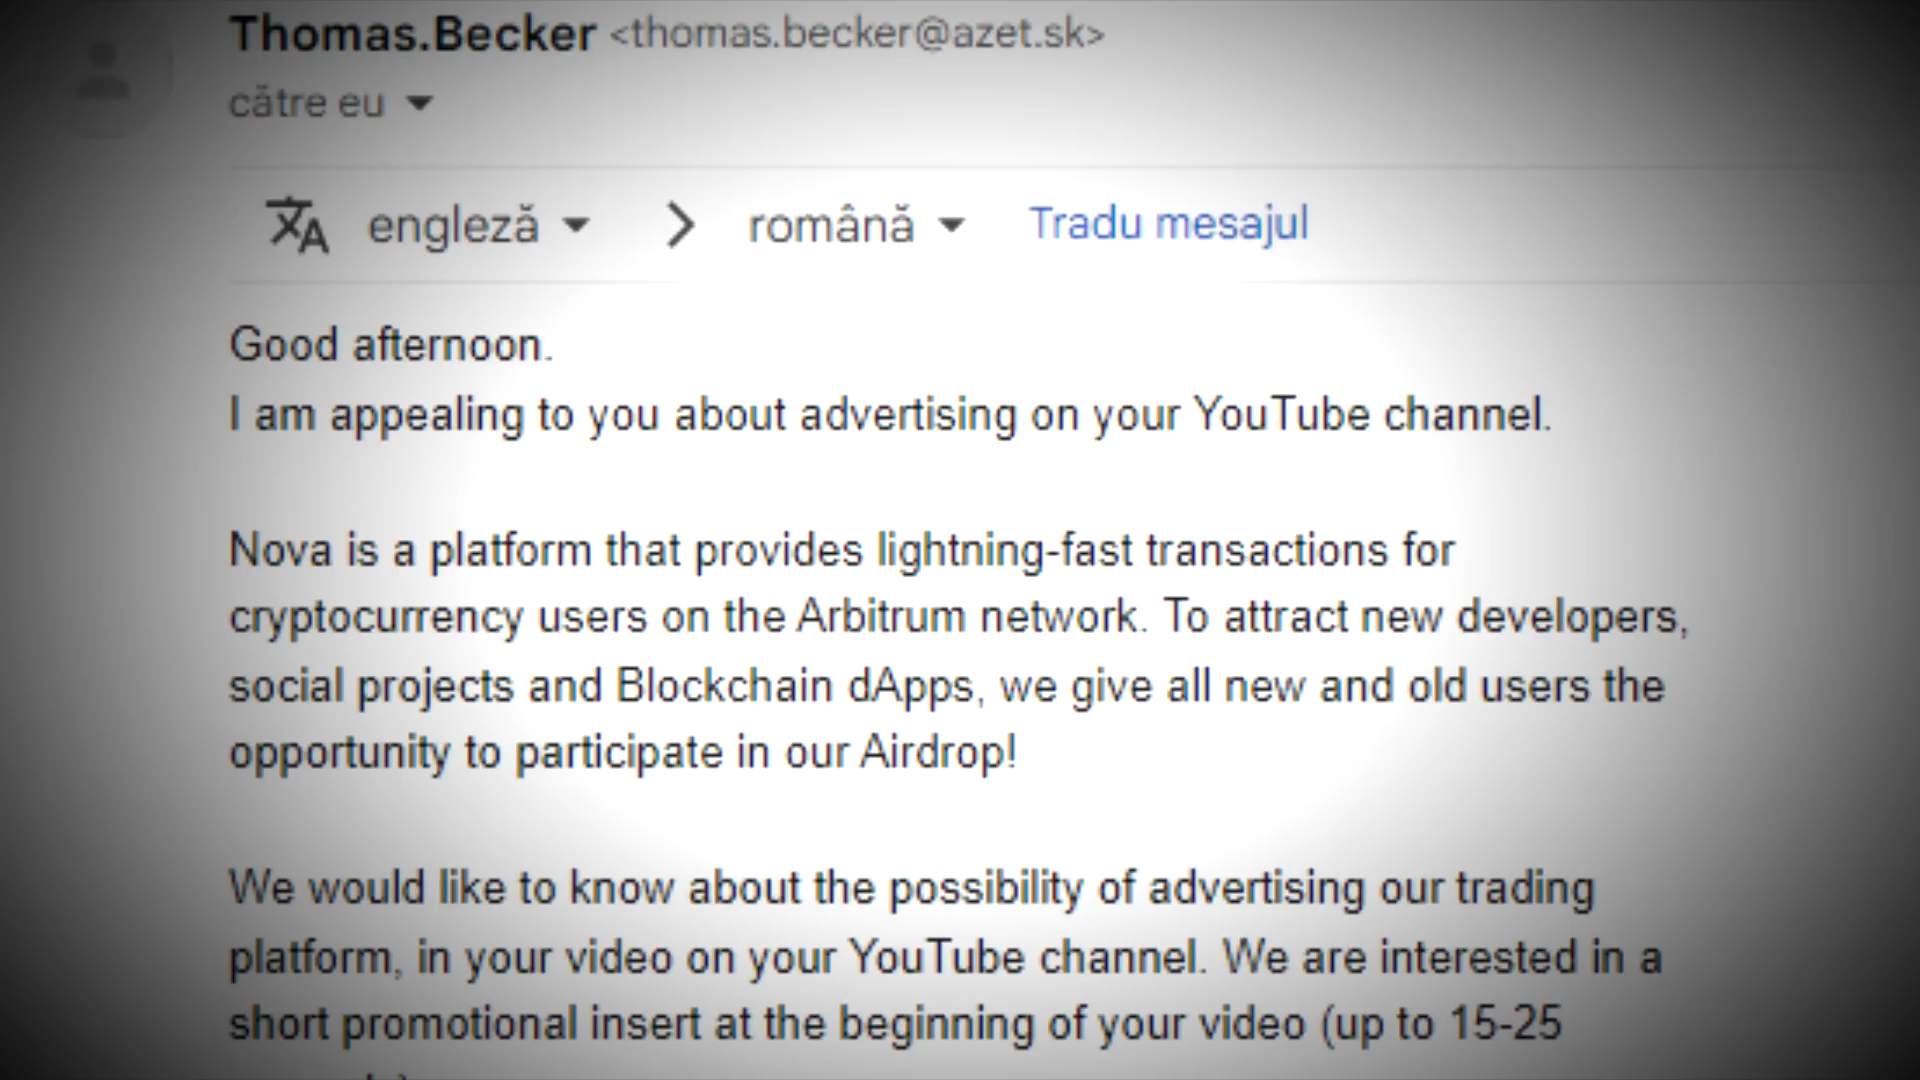 Thomas.Becker <thomas.becker@azet.sk>
către eu
engleză > română Tradu mesajul
Good afternoon.
I am appealing to you about advertising on your YouTube channel.
Nova is a platform that provides lightning-fast transactions for
cryptocurrency users on the Arbitrum network. To attract new developers,
social projects and Blockchain dApps, we give all new and old users the
opportunity to participate in our Airdrop!
We would like to know about the possibility of advertising our trading
platform, in your video on your YouTube channel. We are interested in a
short promotional insert at the beginning of your video (up to 15-25